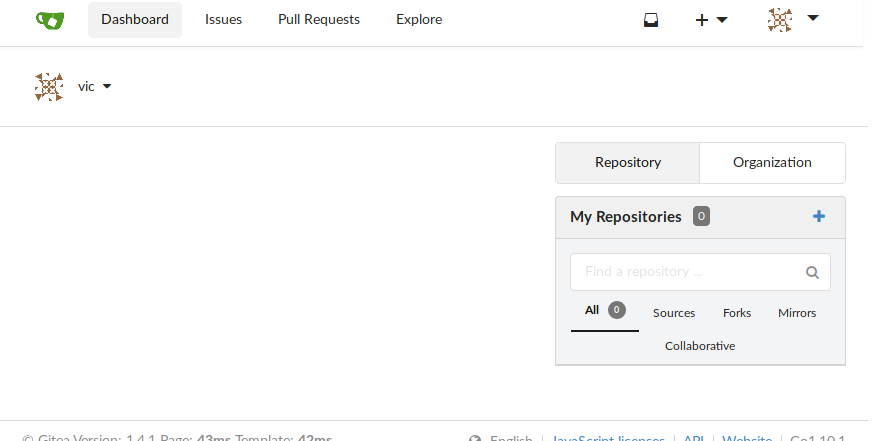 Dashboard Issues Pull Requests Explore
vic
Repository Organization
My Repositories 0
Find a repository ...
All 0 Sources Forks Mirrors
Collaborative
© Gitea Version: 1.4.1 Page: 43ms Template: 42ms English JavaScript licenses API Website Go1.10.1